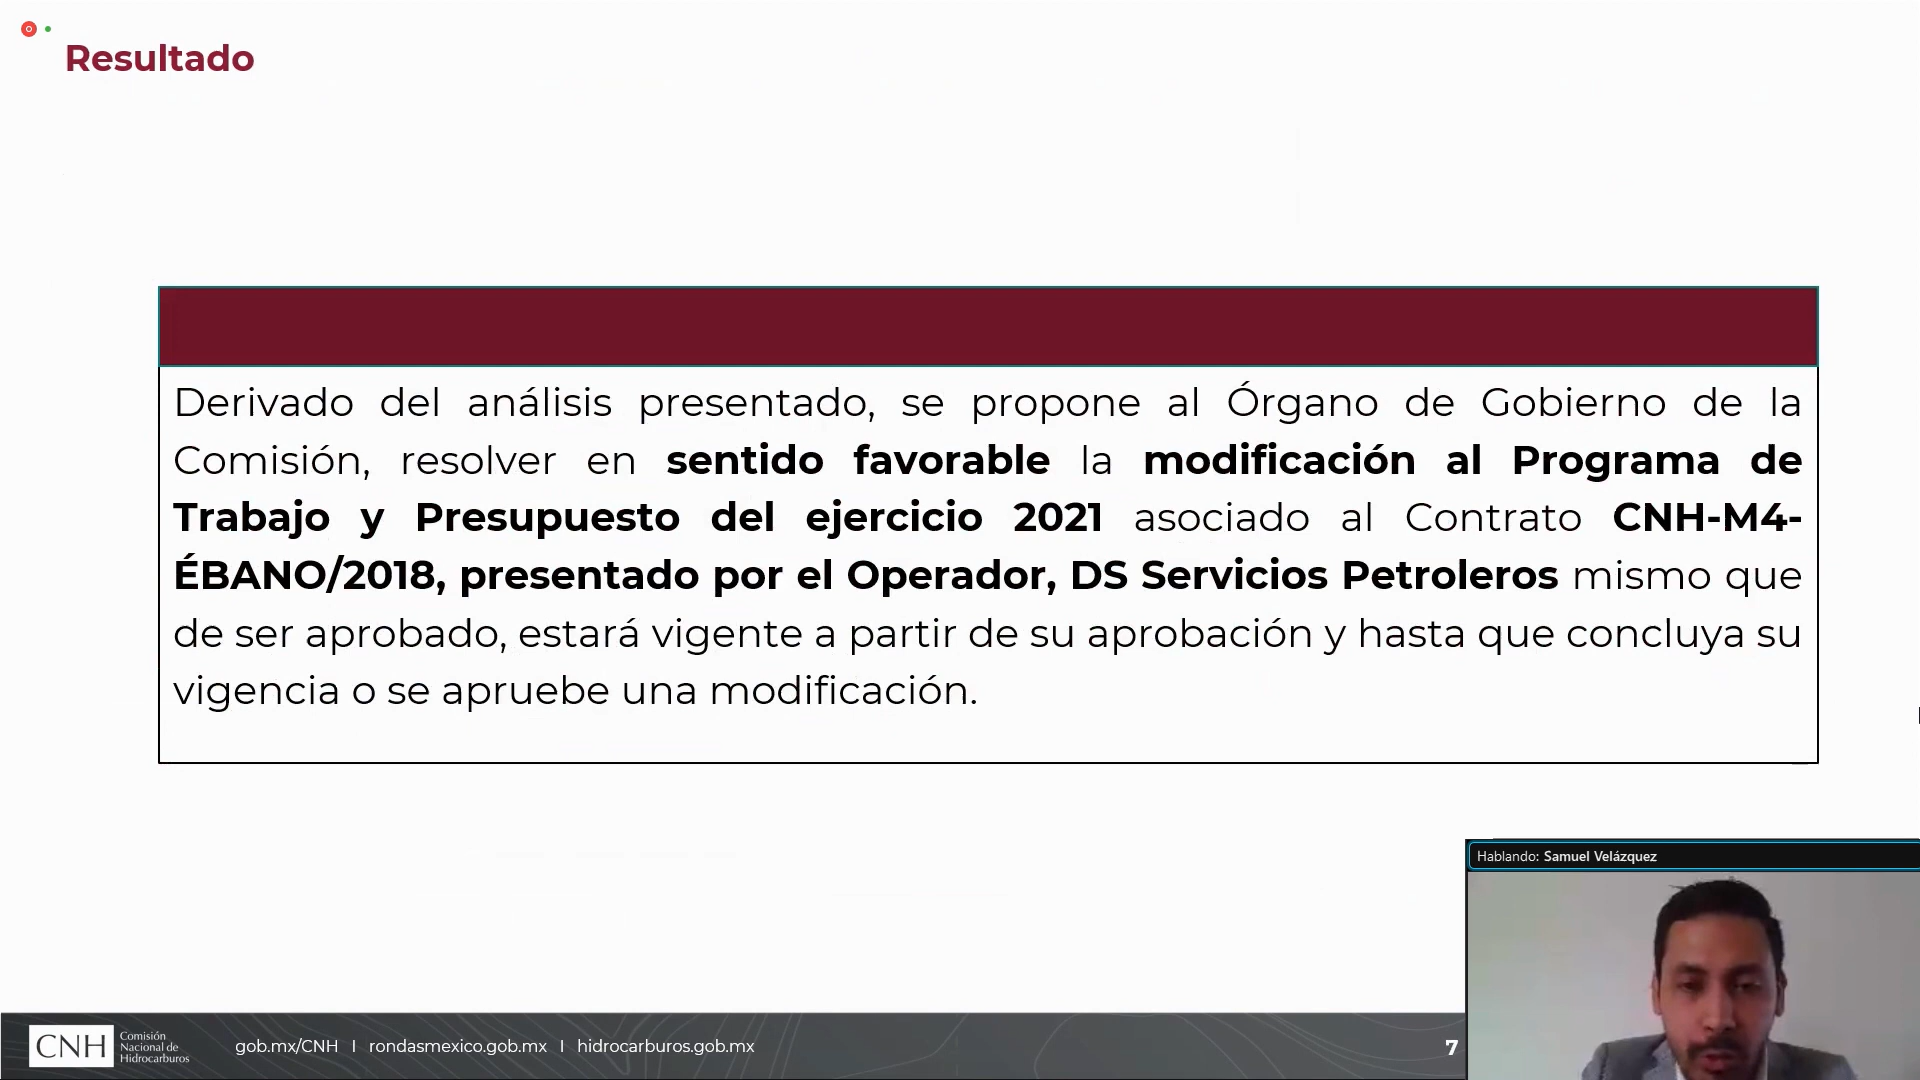 Resultado
Derivado del análisis presentado, se propone al Órgano de Gobierno de la
Comisión, resolver en sentido favorable la modificación al Programa de
Trabajo y Presupuesto del ejercicio 2021 asociado al Contrato CNH-M4-
ÉBANO/2018, presentado por el Operador, DS Servicios Petroleros mismo que
de ser aprobado, estará vigente a partir de su aprobación y hasta que concluya su
vigencia o se apruebe una modificación.
Hablando: Samuel Velázquez
CNH
Comisión
Nacional de
Hidrocarburos
gob.mx/CNH I rondasmexico.gob.mx I hidrocarburos.gob.mx
7